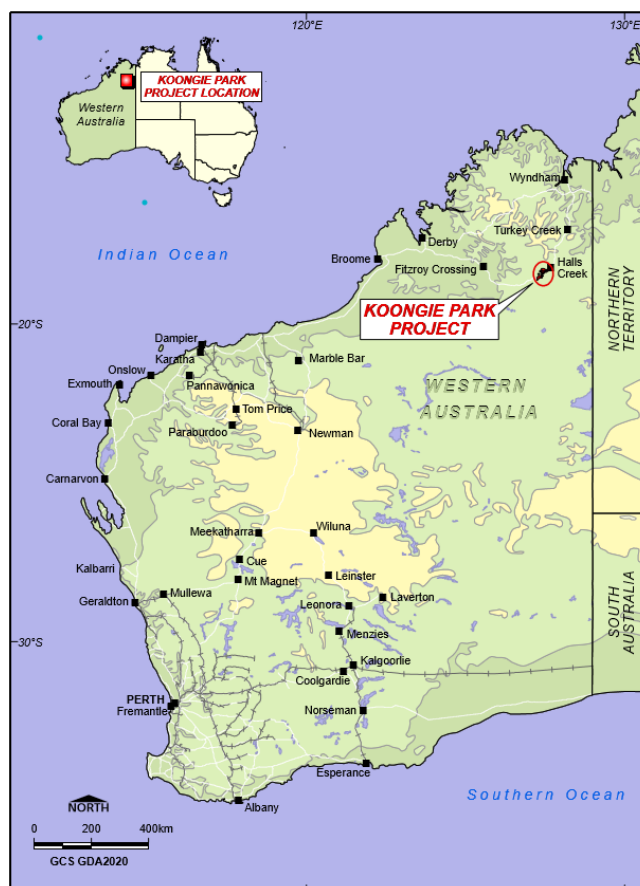 120°E
130°E
KOONGIE PARK
PROJECT LOCATION
Western
Australia
Indian Ocean
Wyndham
Turkey Creek
Derby
Broome
Fitzroy Crossing
Halls
Creek
KOONGIE PARK
PROJECT
NORTHERN
TERRITORY
20°S
Dampier
Karatha
Marble Bar
Onslow
Exmouth
Pannawonica
WESTERN
AUSTRALIA
Tom Price
Coral Bay
Paraburdoo
Newman
Carnarvon
Meekatharra
Wiluna
Cue
Kalbarri
Mt Magnet
Leinster
Mullewa
Laverton
Geraldton
Leonora
SOUTH
AUSTRALIA
Menzies
30°S
Kalgoorlie
Coolgardie
PERTH
Fremantle
Norseman
Esperance
Southern Ocean
NORTH
Albany
0 200 400km
GCS GDA2020